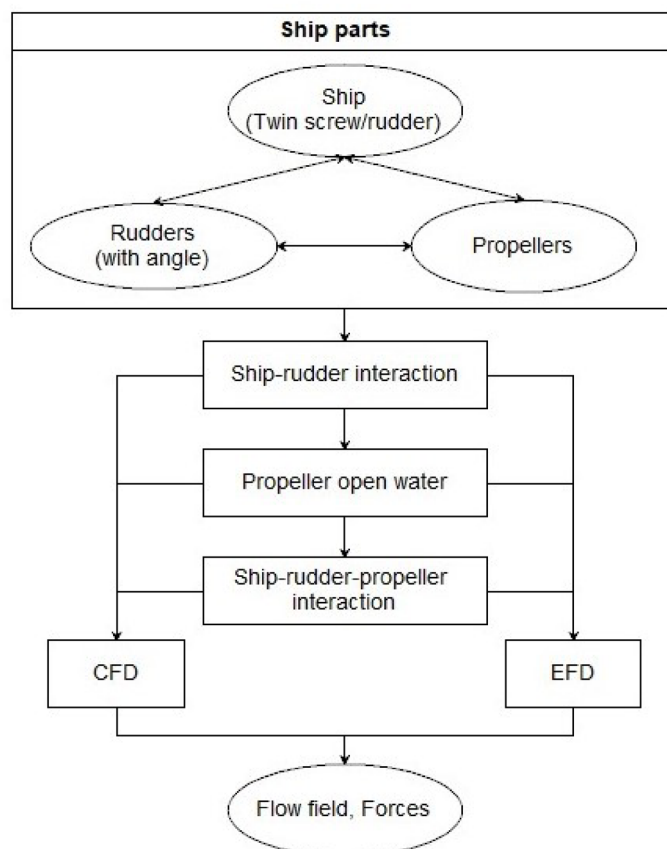 Ship parts
Ship
(Twin screw/rudder)
Rudders
(with angle)
Propellers
Ship-rudder interaction
Propeller open water
Ship-rudder-propeller
interaction
CFD
EFD
Flow field, Forces